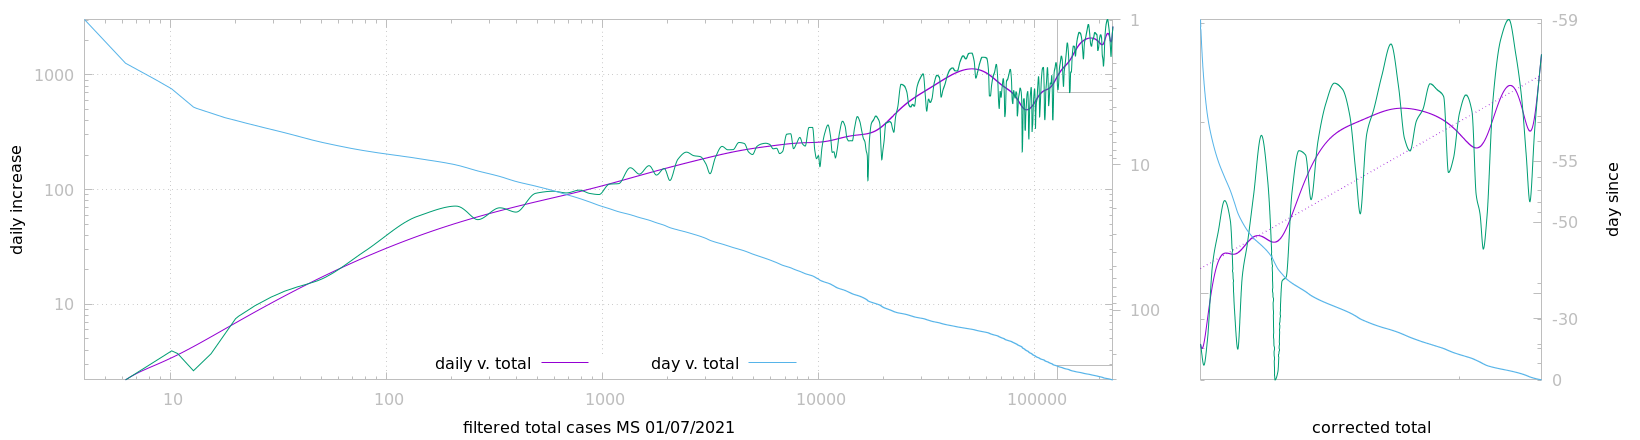 daily increase
1000
100
10
10
100
1000
10000
100000
1
10
100
daily v. total
day v. total
filtered total cases MS 01/07/2021
-59
-55
-50
-30
0
day since
corrected total